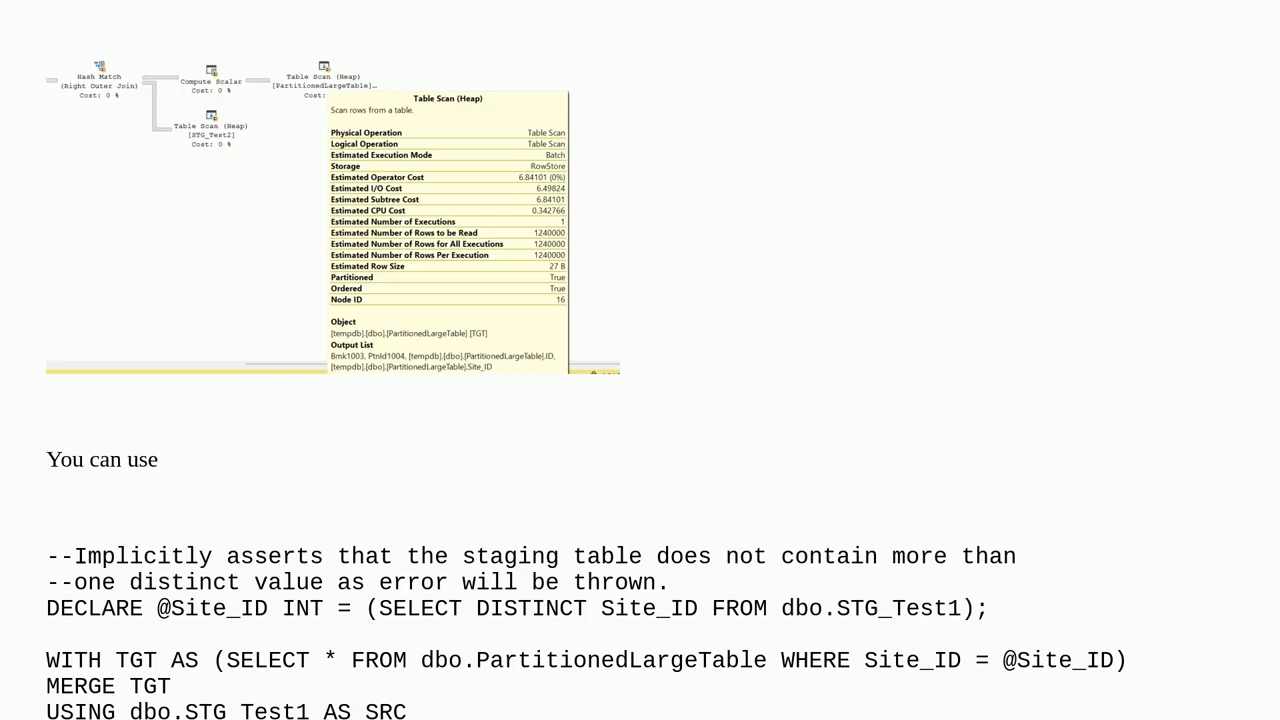 Hash Match
(Right Outer Join)
Cost: 0 %
Compute Scalar
Cost: 0 %
Table Scan (Heap)
[PartitionedLargeTable]…
Cost:
Table Scan (Heap)
[STG_Test2]
Cost: 0 %
Table Scan (Heap)
Scan rows from a table.
Physical Operation Table Scan
Logical Operation Table Scan
Estimated Execution Mode Batch
Storage RowStore
Estimated Operator Cost 6.84101 (0%)
Estimated I/O Cost 6.49824
Estimated Subtree Cost 6.84101
Estimated CPU Cost 0.342766
Estimated Number of Executions 1
Estimated Number of Rows to be Read 1240000
Estimated Number of Rows for All Executions 1240000
Estimated Number of Rows Per Execution 1240000
Estimated Row Size 27 B
Partitioned True
Ordered True
Node ID 16
Object
[tempdb].[dbo].[PartitionedLargeTable] [TGT]
Output List
Bmk1003, PtnId1004, [tempdb].[dbo].[PartitionedLargeTable].ID,
[tempdb].[dbo].[PartitionedLargeTable].Site_ID
You can use
--Implicitly asserts that the staging table does not contain more than
--one distinct value as error will be thrown.
DECLARE @Site_ID INT = (SELECT DISTINCT Site_ID FROM dbo.STG_Test1);
WITH TGT AS (SELECT * FROM dbo.PartitionedLargeTable WHERE Site_ID = @Site_ID)
MERGE TGT
USING dbo.STG_Test1 AS SRC